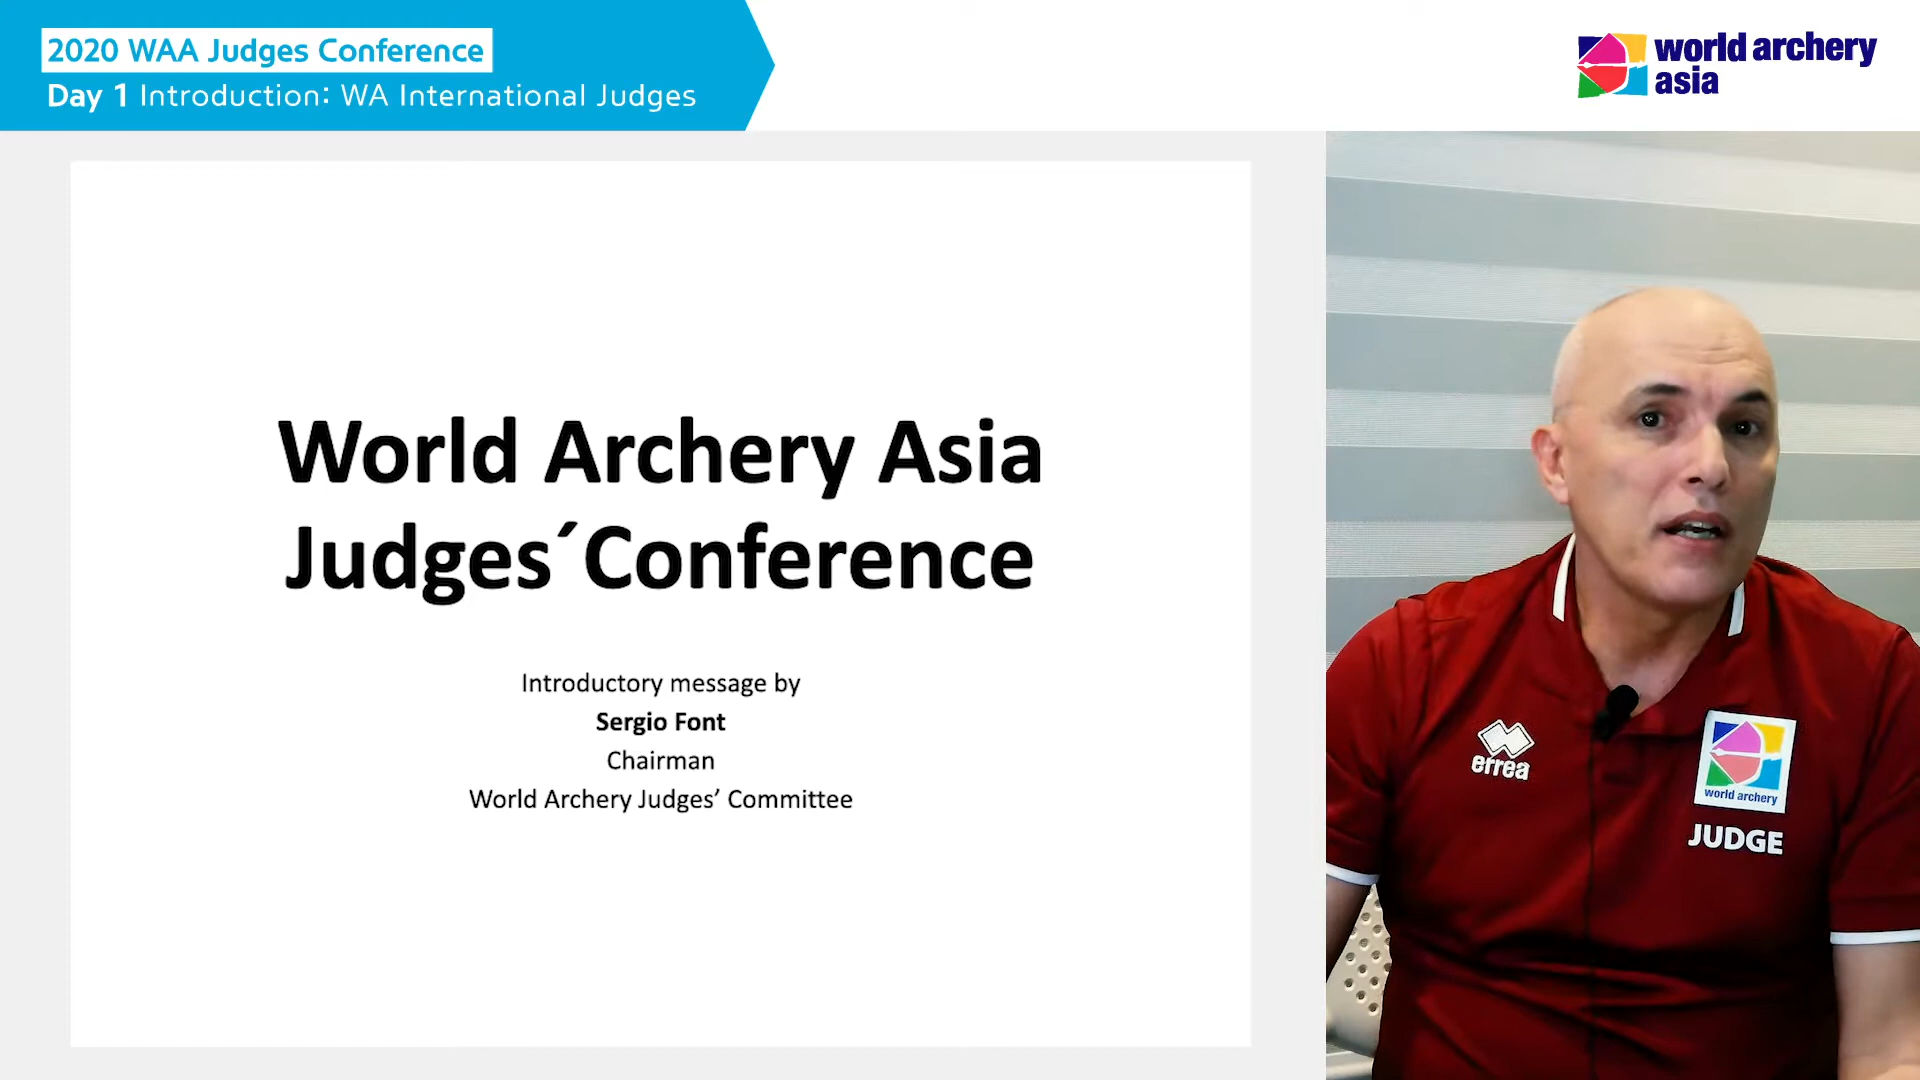 2020 WAA Judges Conference
Day 1 Introduction: WA International Judges
world archery
asia
World Archery Asia
Judges´Conference
Introductory message by
Sergio Font
Chairman
World Archery Judges’ Committee
errea
world archery
JUDGE